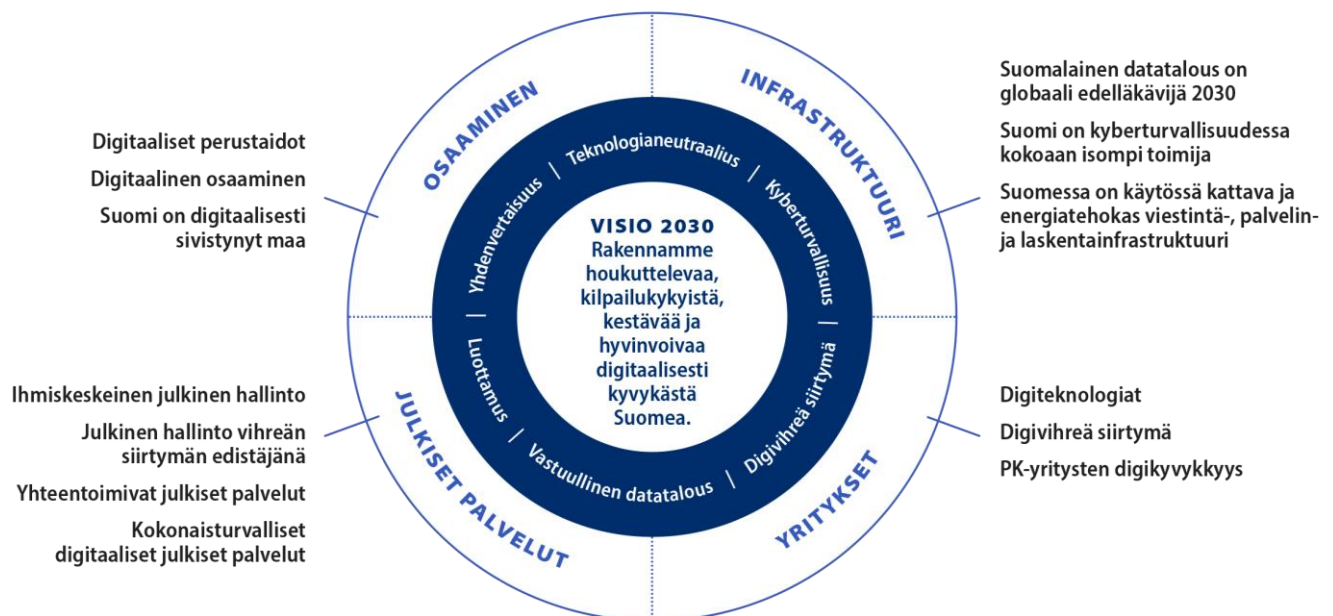 OSAAMINEN
Digitaaliset perustaidot
Digitaalinen osaaminen
Suomi on digitaalisesti
sivistynyt maa
INFRASTRUKTUURI
Suomalainen datatalous on
globaali edelläkävijä 2030
Suomi on kyberturvallisuudessa
kokoaan isompi toimija
Suomessa on käytössä kattava ja
energiatehokas viestintä-, palvelin-
ja laskentainfrastruktuuri
Yhdenvertaisuus | Teknologianeutraalius | Kyberturvallisuus | Digivihreä siirtymä | Vastuullinen datatalous | Luottamus |
VISIO 2030
Rakennamme
houkuttelevaa,
kilpailukykyistä,
kestävää ja
hyvinvoivaa
digitaalisesti
kyvykästä
Suomea.
JULKISET PALVELUT
Ihmiskeskeinen julkinen hallinto
Julkinen hallinto vihreän
siirtymän edistäjänä
Yhteentoimivat julkiset palvelut
Kokonaisturvalliset
digitaaliset julkiset palvelut
YRITYKSET
Digiteknologiat
Digivihreä siirtymä
PK-yritysten digikyvykkyys